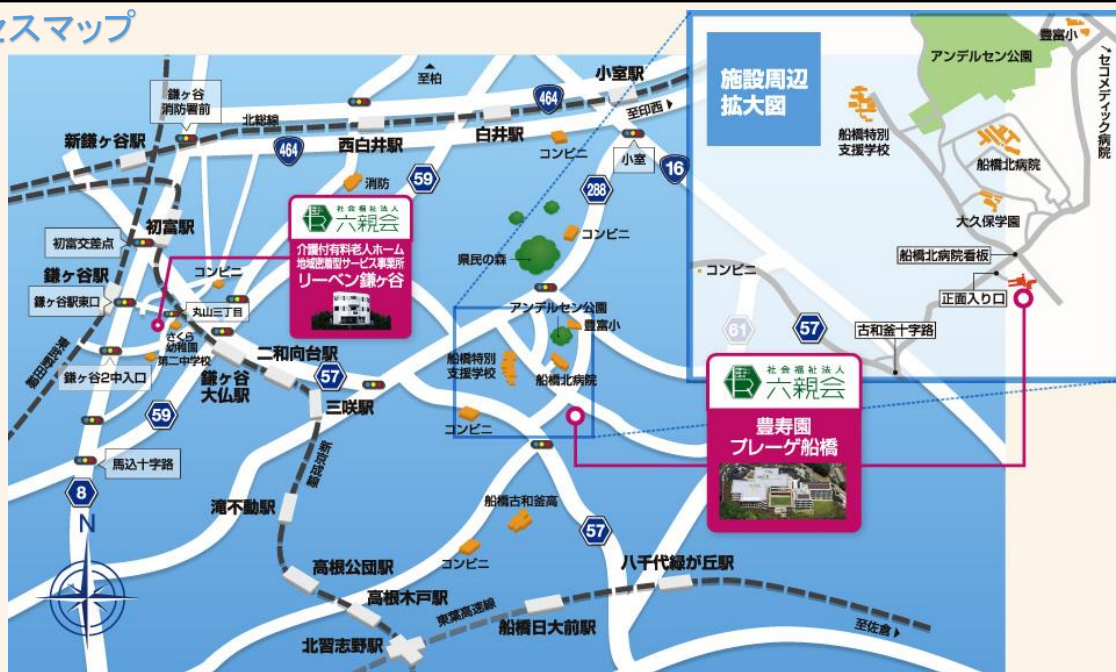 セスマップ
至柏
小室駅
464
至印西
鎌ヶ谷
消防署前
北総線
白井駅
西白井駅
新鎌ヶ谷駅
464
コンビニ
小室
16
消防
59
288
社会福祉法人
六親会
介護付有料老人ホーム
地域密着型サービス事業所
リーベン鎌ヶ谷
初富駅
初富交差点
コンビニ
県民の森
鎌ヶ谷駅
コンビニ
鎌ヶ谷駅東口
丸山三丁目
アンデルセン公園
豊富小
さくら
幼稚園
第二中学校
二和向台駅
船橋特別
支援学校
船橋北病院
鎌ヶ谷2中入口
鎌ヶ谷
大仏駅
57
三咲駅
59
コンビニ
馬込十字路
新京成線
8
N
滝不動駅
船橋古和釜高
57
コンビニ
高根公団駅
八千代緑が丘駅
高根木戸駅
東葉高速線
船橋日大前駅
北習志野駅
至佐倉
施設周辺
拡大図
アンデルセン公園
豊富小
セコメディック病院
船橋特別
支援学校
船橋北病院
大久保学園
船橋北病院看板
コンビニ
正面入り口
61
57
古和釜十字路
社会福祉法人
六親会
豊寿園
プレーゲ船橋